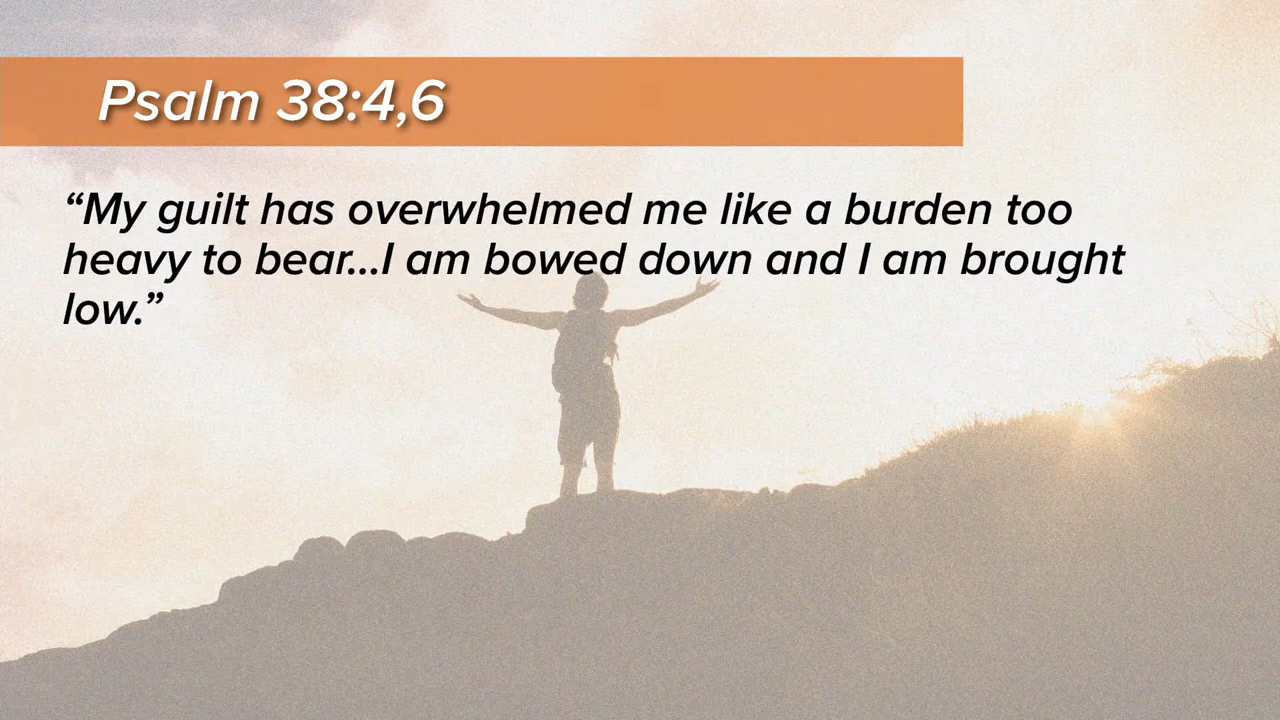 Psalm 38:4,6
“My guilt has overwhelmed me like a burden too
heavy to bear...I am bowed down and I am brought
low.”